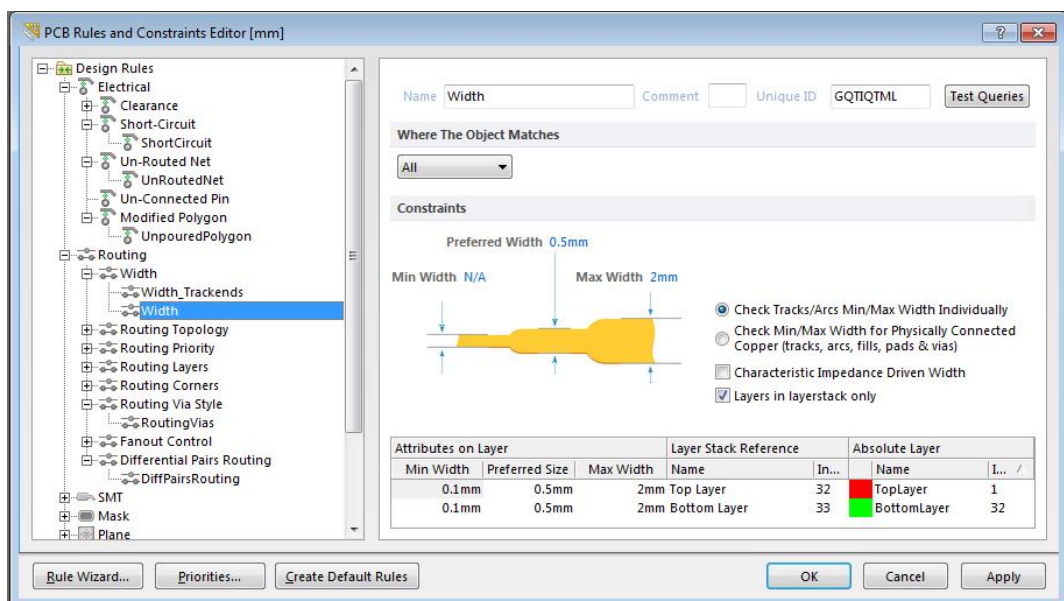 PCB Rules and Constraints Editor [mm]
Design Rules
Electrical
Clearance
Short-Circuit
ShortCircuit
Un-Routed Net
UnRoutedNet
Un-Connected Pin
Modified Polygon
UnpouredPolygon
Routing
Width
Width_Trackends
Width
Routing Topology
Routing Priority
Routing Layers
Routing Corners
Routing Via Style
RoutingVias
Fanout Control
Differential Pairs Routing
DiffPairsRouting
SMT
Mask
Plane
Name Width Comment Unique ID GQTIQTML Test Queries
Where The Object Matches
All
Constraints
Preferred Width 0.5mm
Min Width N/A Max Width 2mm
Check Tracks/Arcs Min/Max Width Individually
Check Min/Max Width for Physically Connected
Copper (tracks, arcs, fills, pads & vias)
Characteristic Impedance Driven Width
Layers in layerstack only
Attributes on Layer Layer Stack Reference Absolute Layer
Min Width Preferred Size Max Width Name In... Name I...
0.1mm 0.5mm 2mm Top Layer 32 TopLayer 1
0.1mm 0.5mm 2mm Bottom Layer 33 BottomLayer 32
Rule Wizard... Priorities... Create Default Rules OK Cancel Apply